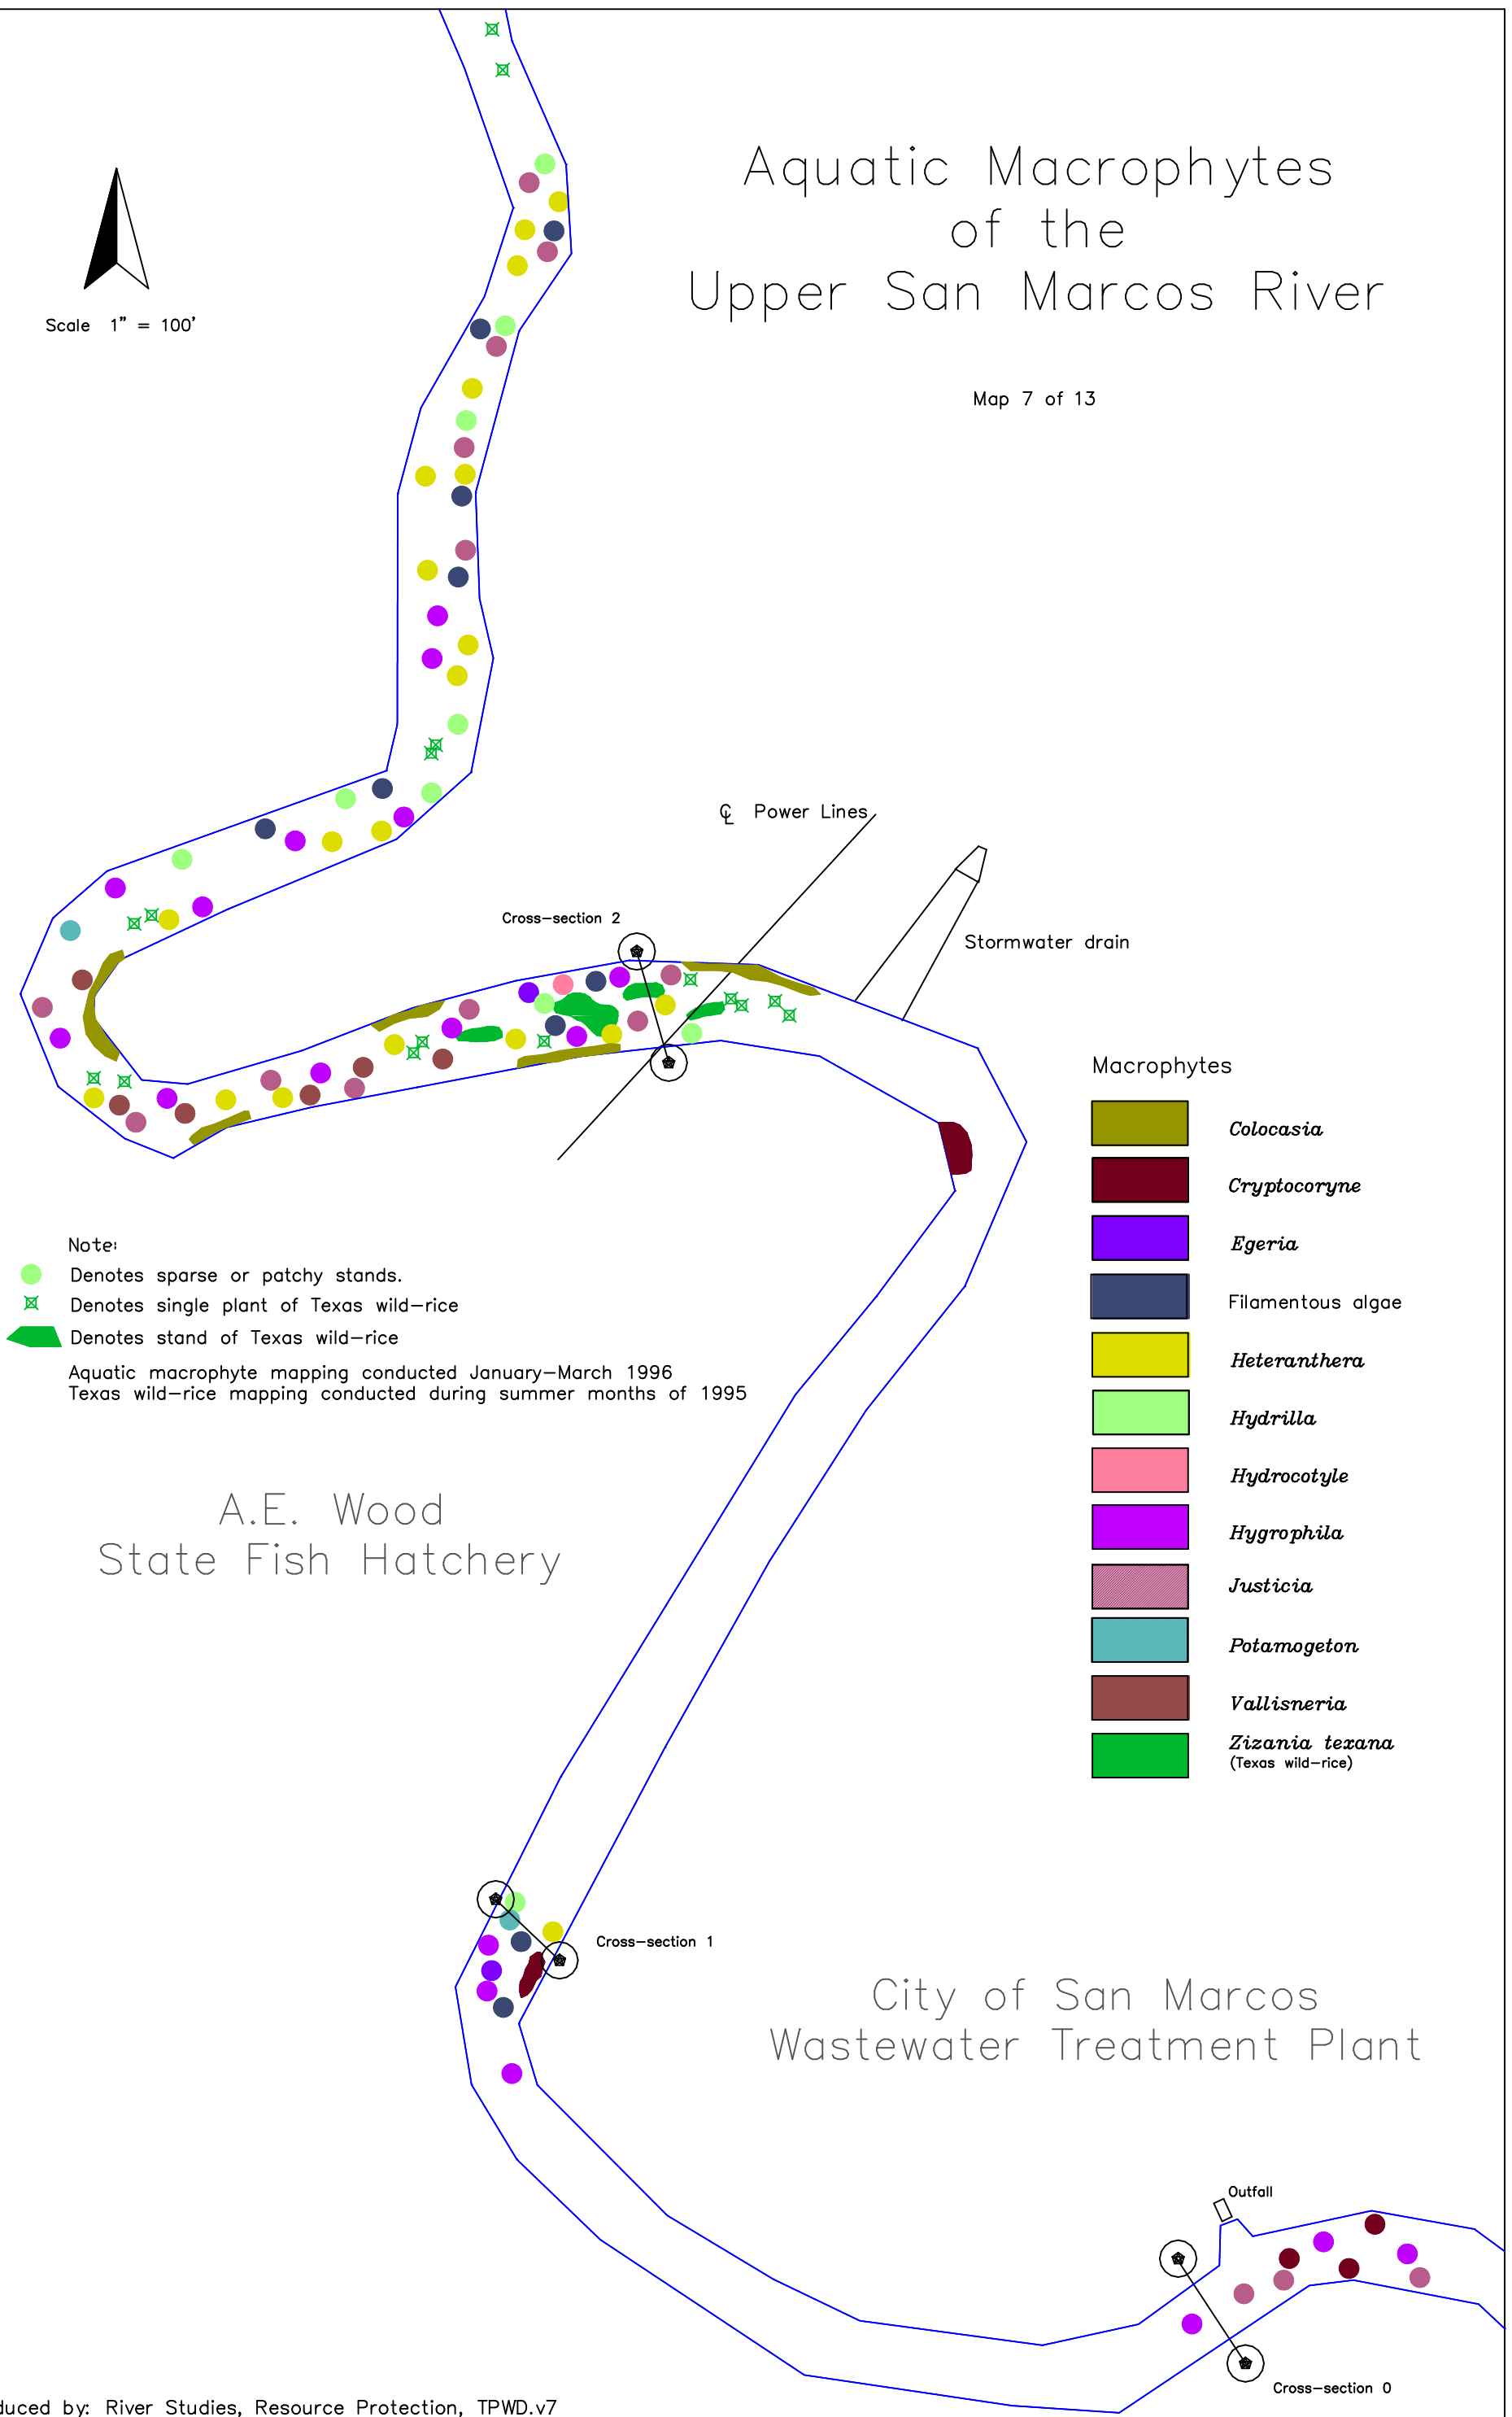 Aquatic Macrophytes
of the
Upper San Marcos River
Map 7 of 13
Scale 1" = 100'
℄ Power Lines
Cross-section 2
Stormwater drain
Macrophytes
Colocasia
Cryptocoryne
Egeria
Filamentous algae
Heteranthera
Hydrilla
Hydrocotyle
Hygrophila
Justicia
Potamogeton
Vallisneria
Zizania texana
(Texas wild-rice)
Note:
Denotes sparse or patchy stands.
Denotes single plant of Texas wild-rice
Denotes stand of Texas wild-rice
Aquatic macrophyte mapping conducted January-March 1996
Texas wild-rice mapping conducted during summer months of 1995
A.E. Wood
State Fish Hatchery
Cross-section 1
City of San Marcos
Wastewater Treatment Plant
Outfall
Cross-section 0
duced by: River Studies, Resource Protection, TPWD.v7